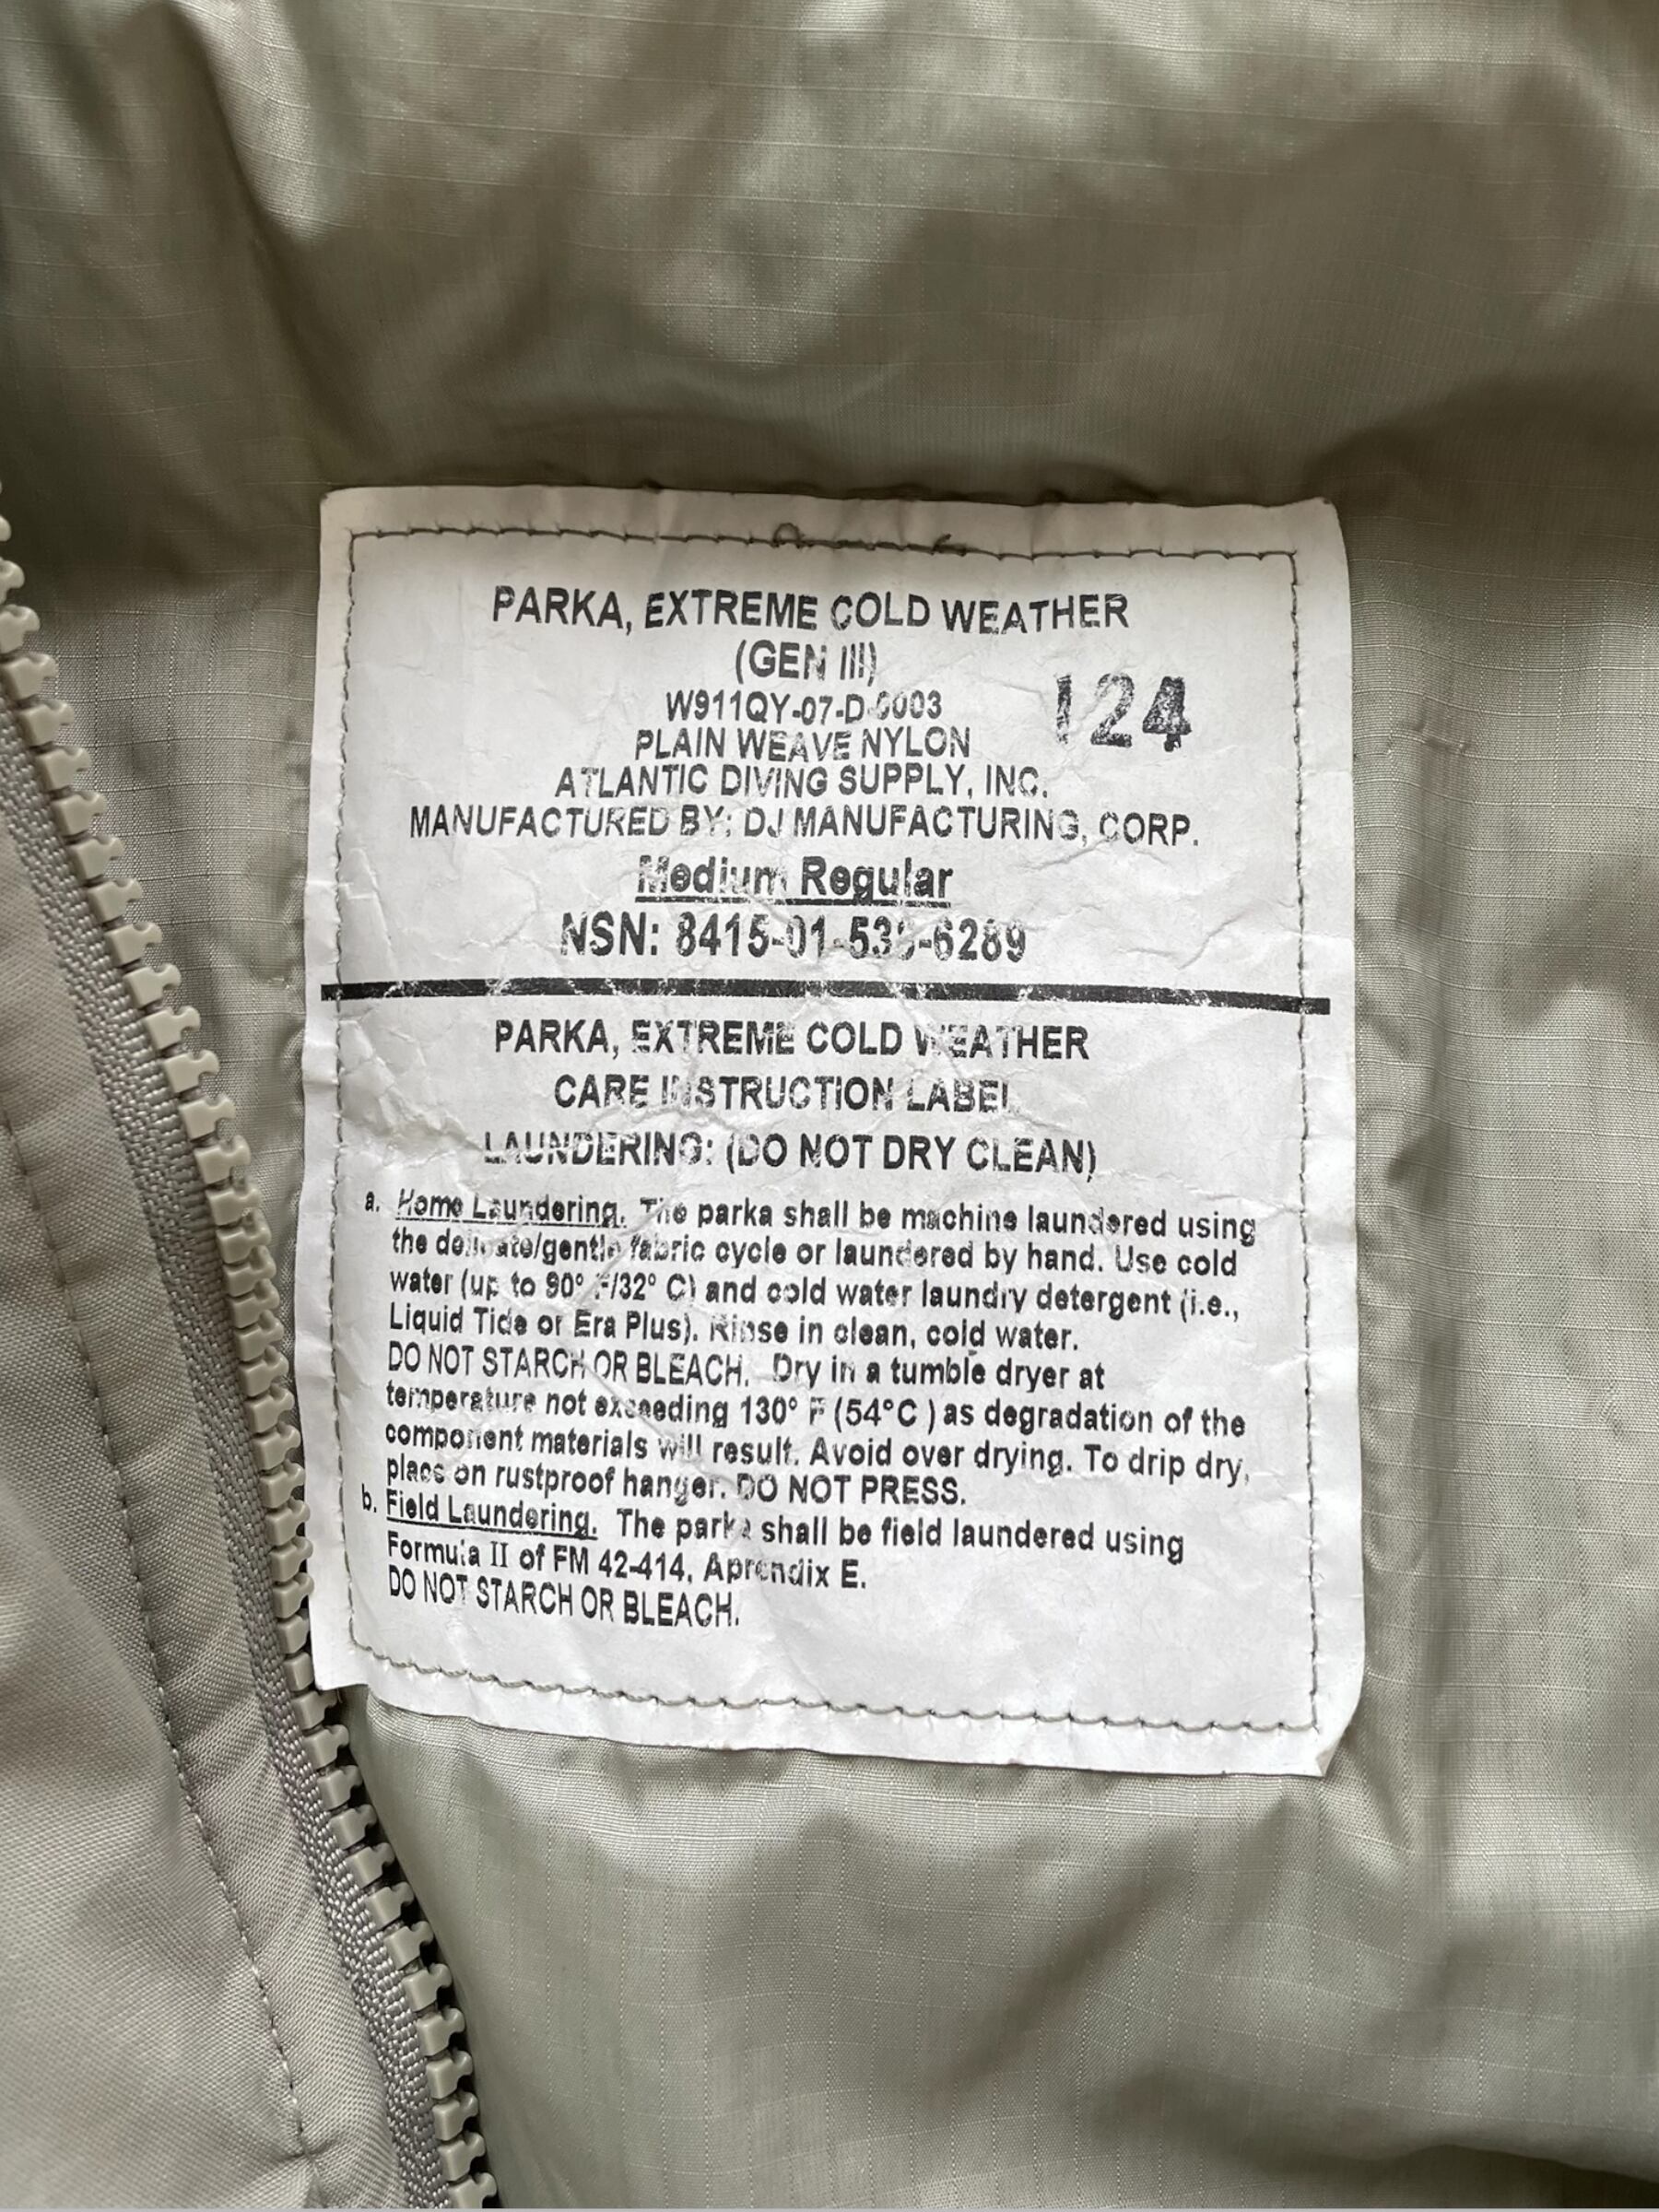 PARKA, EXTREME COLD WEATHER
(GEN III)
W911QY-07-D-0003
124
PLAIN WEAVE NYLON
ATLANTIC DIVING SUPPLY, INC.
MANUFACTURED BY: DJ MANUFACTURING, CORP.
Medium Regular
NSN:
PARKA, EXTREME COLD WEATHER
CARE INSTRUCTION LABEL
LAUNDERING: (DO NOT DRY CLEAN)
a. Home Laundering. The parka shall be machine laundered using
the delicate/gentle fabric cycle or laundered by hand. Use cold
water (up to 90° F/32° C) and cold water laundry detergent (i.e.,
Liquid Tide or Era Plus). Rinse in clean, cold water.
DO NOT STARCH OR BLEACH. Dry in a tumble dryer at
temperature not exceeding 130° F (54°C ) as degradation of the
component materials will result. Avoid over drying. To drip dry,
place on rustproof hanger. DO NOT PRESS.
b. Field Laundering. The parka shall be field laundered using
Formula II of FM 42-414, Appendix E.
DO NOT STARCH OR BLEACH.